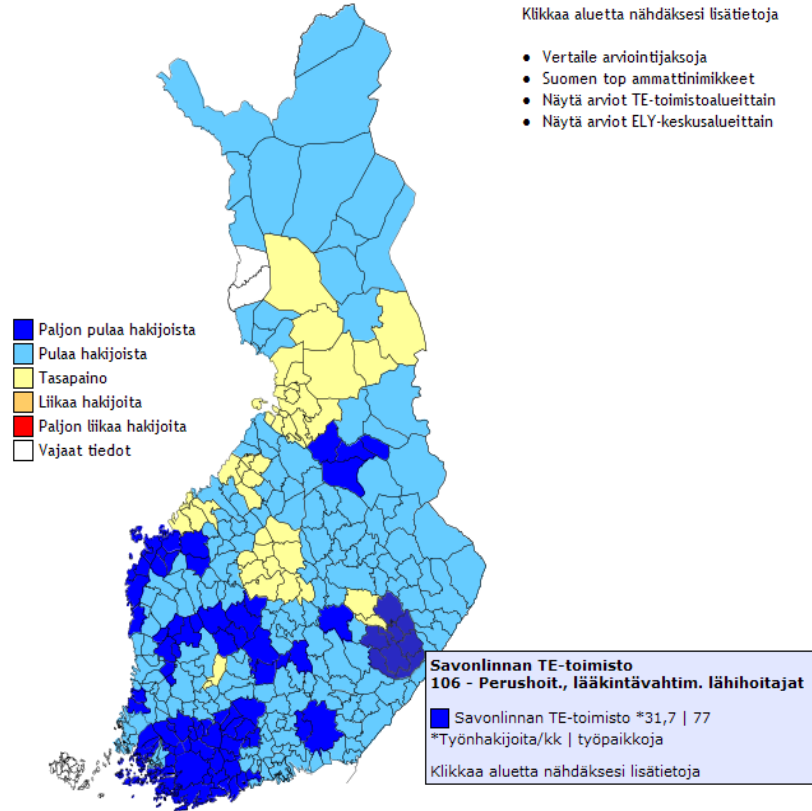 Klikkaa aluetta nähdäksesi lisätietoja
• Vertaile arviointijaksoja
• Suomen top ammattinimikkeet
• Näytä arviot TE-toimistoalueittain
• Näytä arviot ELY-keskusalueittain
Paljon pulaa hakijoista
Pulaa hakijoista
Tasapaino
Liikaa hakijoita
Paljon liikaa hakijoita
Vajaat tiedot
Savonlinnan TE-toimisto
106 - Perushoit., lääkintävahtim. lähihoitajat
Savonlinnan TE-toimisto *31,7 | 77
*Työnhakijoita/kk | työpaikkoja
Klikkaa aluetta nähdäksesi lisätietoja